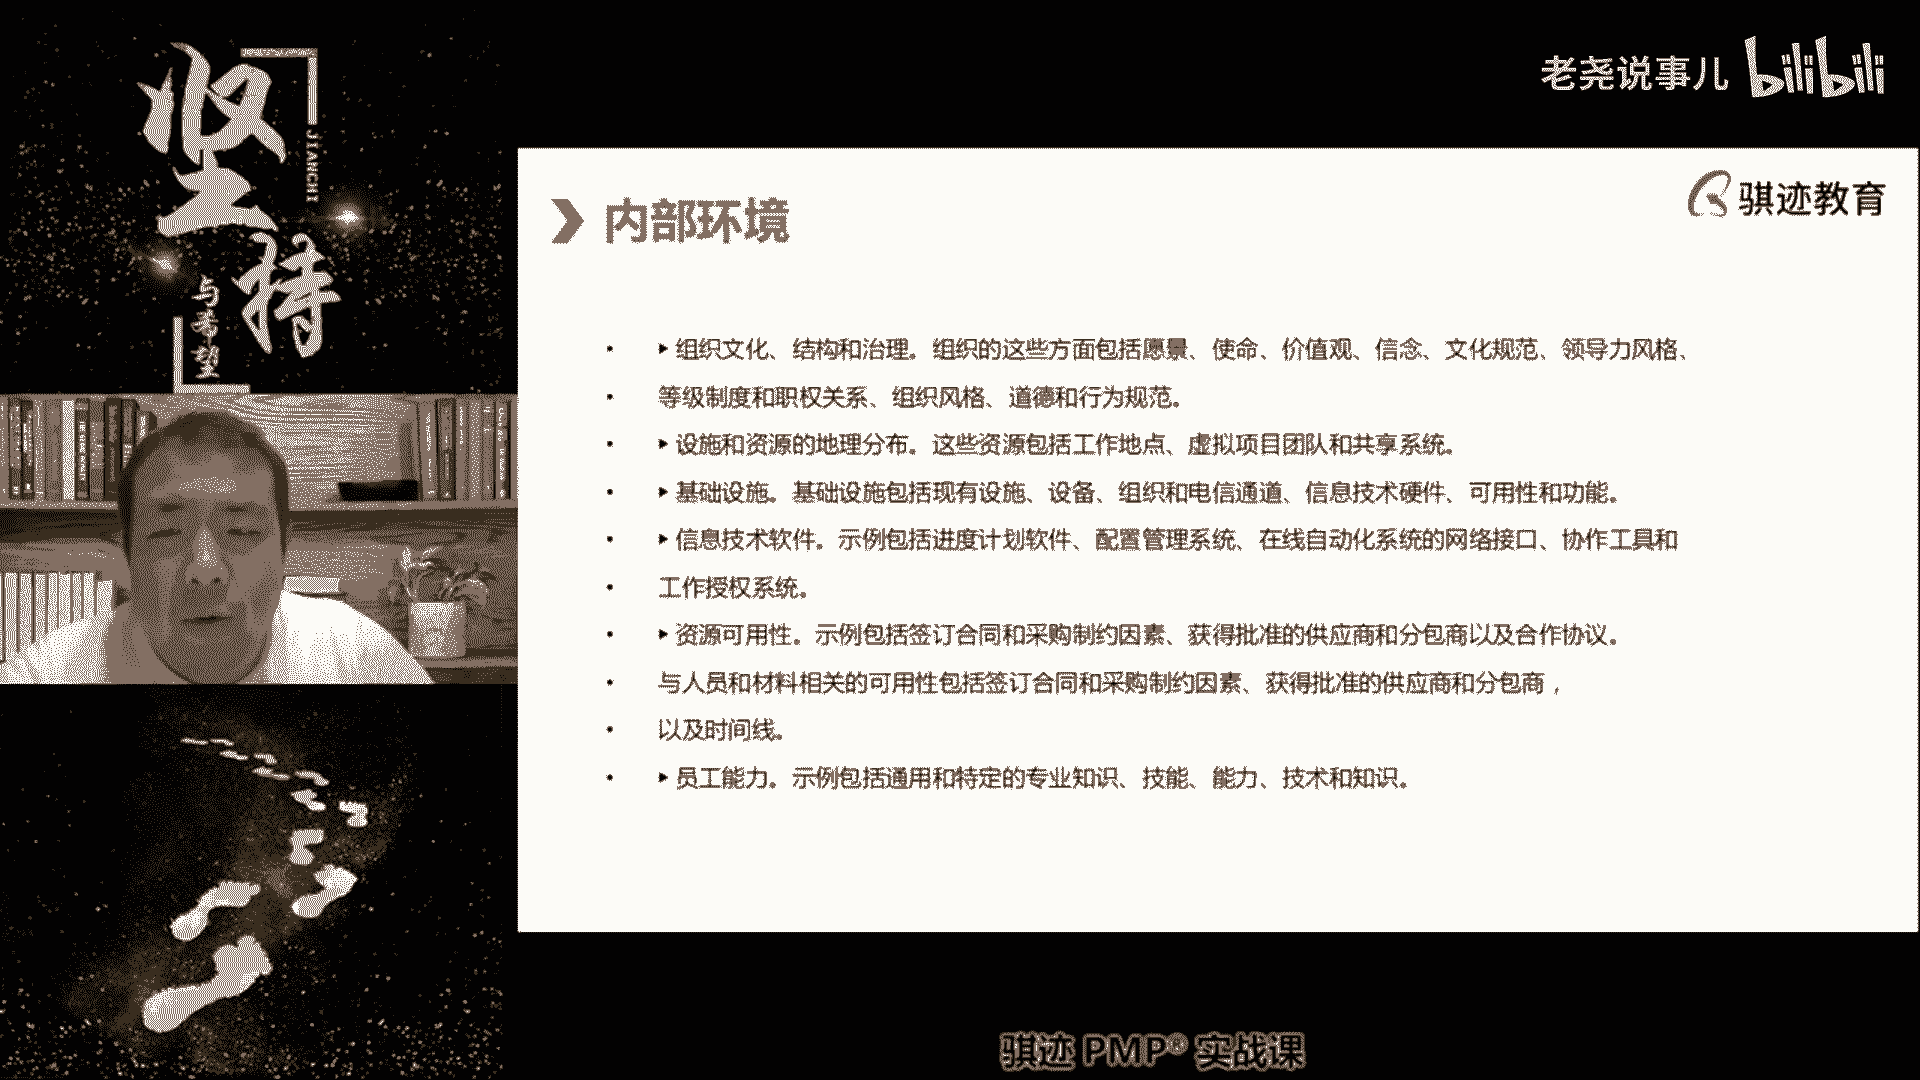 坚持
JIANCHI
与希望
老尧说事儿 bilibili
骐迹教育
内部环境
组织文化、结构和治理。组织的这些方面包括愿景、使命、价值观、信念、文化规范、领导力风格、
等级制度和职权关系、组织风格、道德和行为规范。
设施和资源的地理分布。这些资源包括工作地点、虚拟项目团队和共享系统。
基础设施。基础设施包括现有设施、设备、组织和电信通道、信息技术硬件、可用性和功能。
信息技术软件。示例包括进度计划软件、配置管理系统、在线自动化系统的网络接口、协作工具和
工作授权系统。
资源可用性。示例包括签订合同和采购制约因素、获得批准的供应商和分包商以及合作协议。
与人员和材料相关的可用性包括签订合同和采购制约因素、获得批准的供应商和分包商，
以及时间线。
员工能力。示例包括通用和特定的专业知识、技能、能力、技术和知识。
骐迹 PMP® 实战课